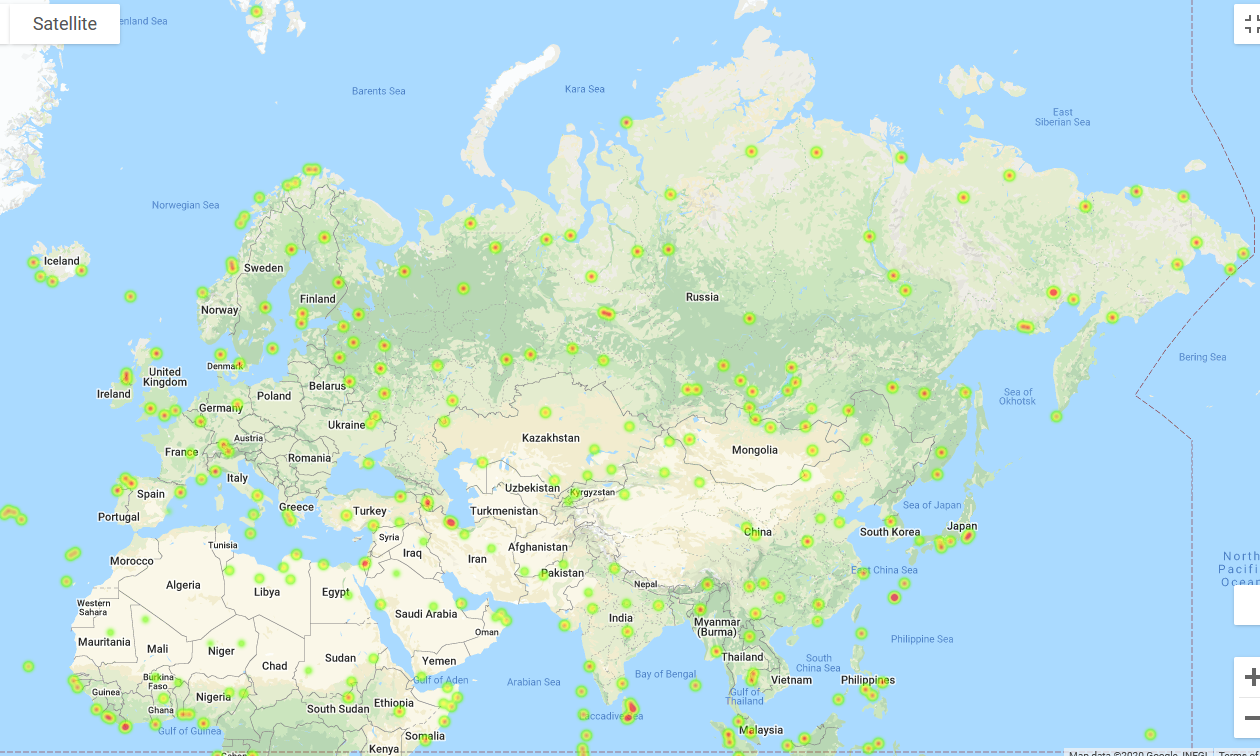 Satellite
enland Sea
Barents Sea
Kara Sea
East
Siberian Sea
Norwegian Sea
Iceland
Sweden
Finland
Norway
Russia
Bering Sea
United
Kingdom
Denmark
Ireland
Belarus
Poland
Germany
Sea of
Okhotsk
Ukraine
Austria
Kazakhstan
Mongolia
France
Romania
Italy
Uzbekistan
Kyrgyzstan
Spain
Greece
Turkey
Turkmenistan
Sea of Japan
Portugal
China
South Korea
Japan
Syria
Tunisia
Iraq
Afghanistan
Morocco
Iran
North
Pacific
Ocean
Pakistan
East China Sea
Algeria
Libya
Egypt
Nepal
Western
Sahara
Saudi Arabia
India
Myanmar
(Burma)
Oman
Philippine Sea
Mauritania
Mali
Niger
Chad
Sudan
Yemen
Thailand
South
China Sea
Burkina
Faso
Arabian Sea
Bay of Bengal
Gulf of Aden
Vietnam
Philippines
Guinea
Nigeria
Gulf of
Thailand
Ghana
South Sudan
Ethiopia
Laccadive Sea
Gulf of Guinea
Somalia
Malaysia
Kenya
Gabon
Map data ©2020 Google, INEGI
Terms of